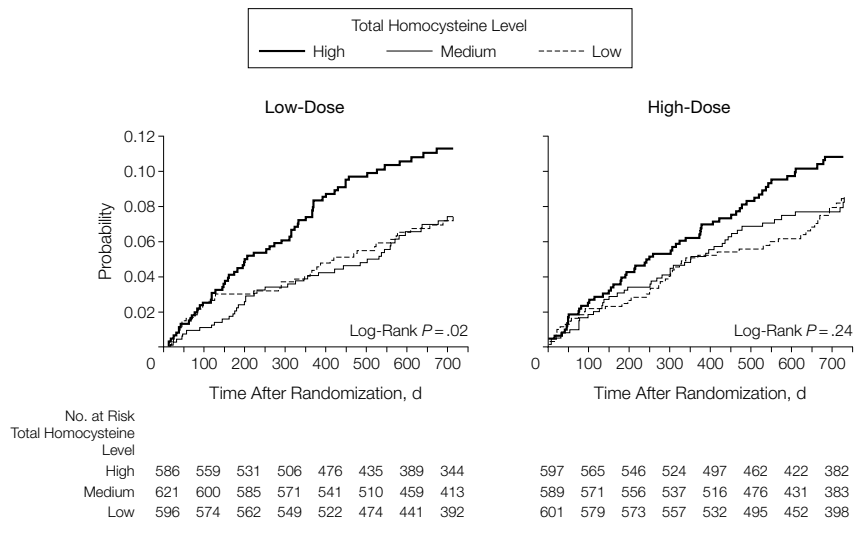 Total Homocysteine Level
High Medium Low
Low-Dose
0.12
0.10
0.08
0.06
0.04
0.02
0 100 200 300 400 500 600 700
Probability
Log-Rank P = .02
Time After Randomization, d
High-Dose
0 100 200 300 400 500 600 700
Log-Rank P = .24
Time After Randomization, d
No. at Risk
Total Homocysteine
Level
High 586 559 531 506 476 435 389 344 597 565 546 524 497 462 422 382
Medium 621 600 585 571 541 510 459 413 589 571 556 537 516 476 431 383
Low 596 574 562 549 522 474 441 392 601 579 573 557 532 495 452 398